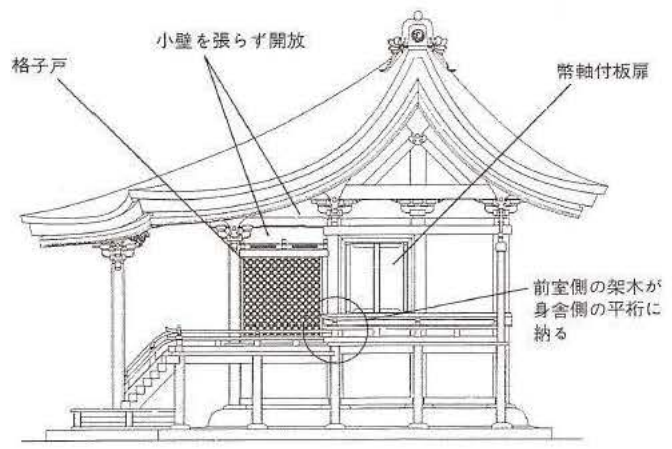 小壁を張らず開放
格子戸
幣軸付板扉
前室側の架木が
身舎側の平桁に
納る